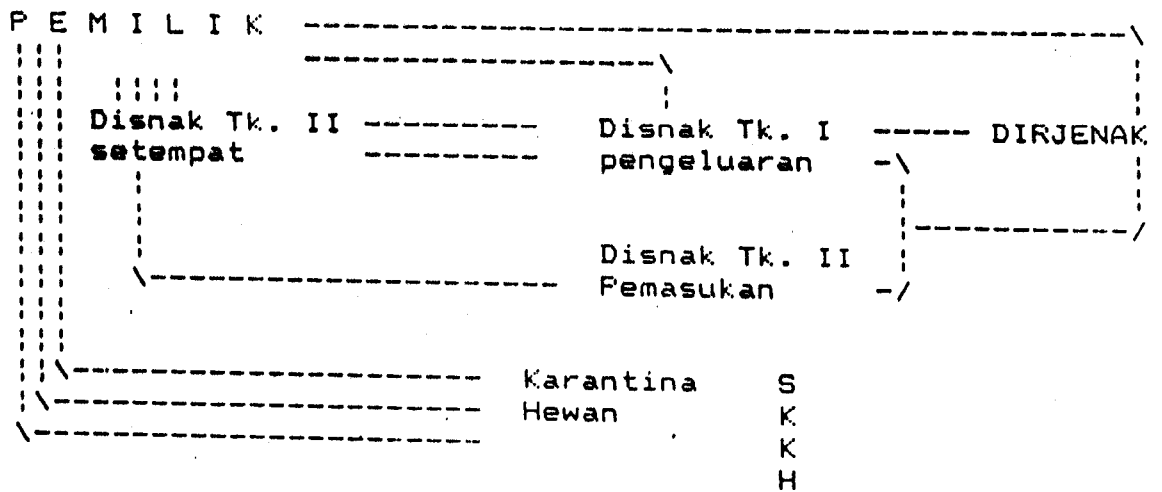 P E M I L I K
Disnak Tk. II
setempat
Disnak Tk. I
pengeluaran
DIRJENAK
Disnak Tk. II
Pemasukan
Karantina
Hewan
S
K
K
H